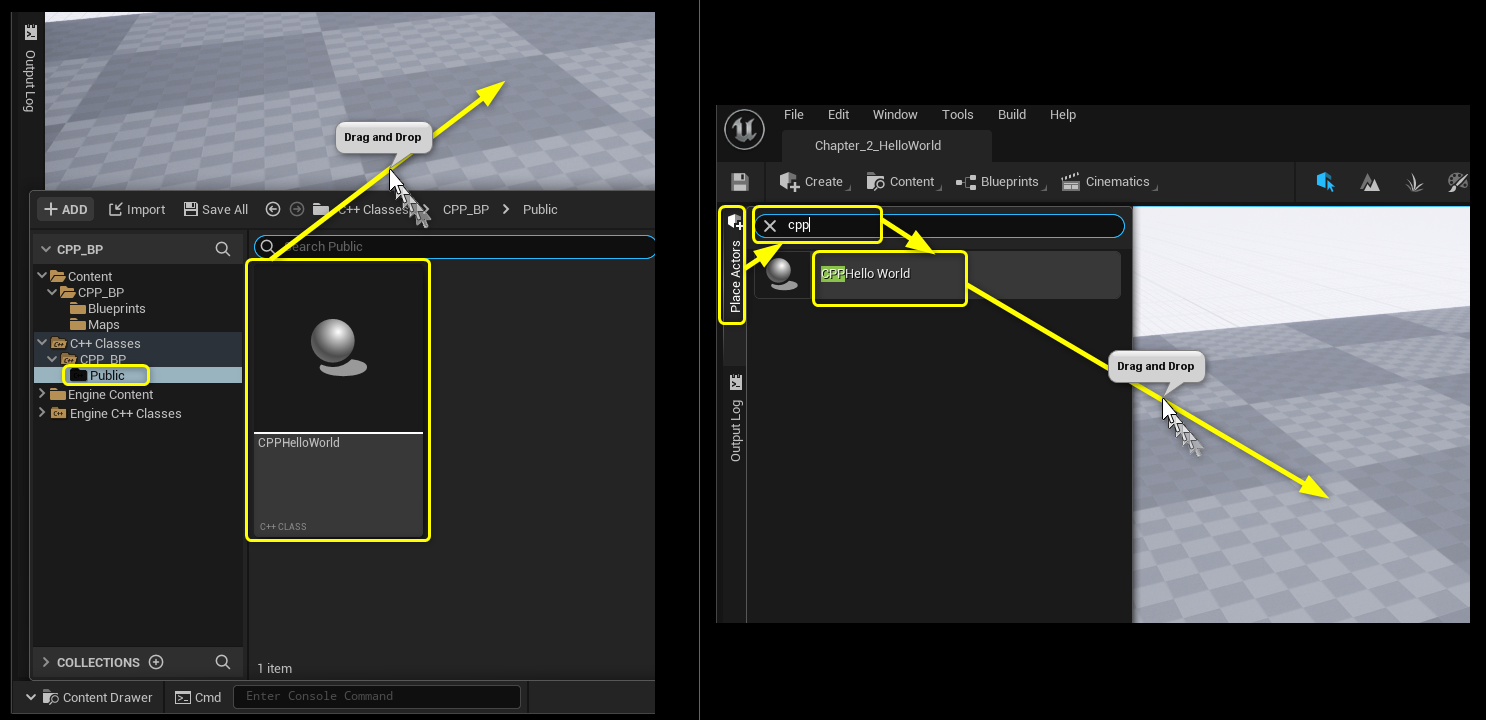 Output Log
Drag and Drop
ADD
Import
Save All
C++ Classes
CPP_BP
Public
CPP_BP
Search Public
Content
CPP_BP
Blueprints
Maps
C++ Classes
CPP_BP
Public
Engine Content
Engine C++ Classes
CPPHelloWorld
C++ CLASS
COLLECTIONS
1 item
Content Drawer
Cmd
Enter Console Command
File Edit Window Tools Build Help
Chapter_2_HelloWorld
Create
Content
Blueprints
Cinematics
Place Actors
cpp
CPPHello World
Drag and Drop
Output Log